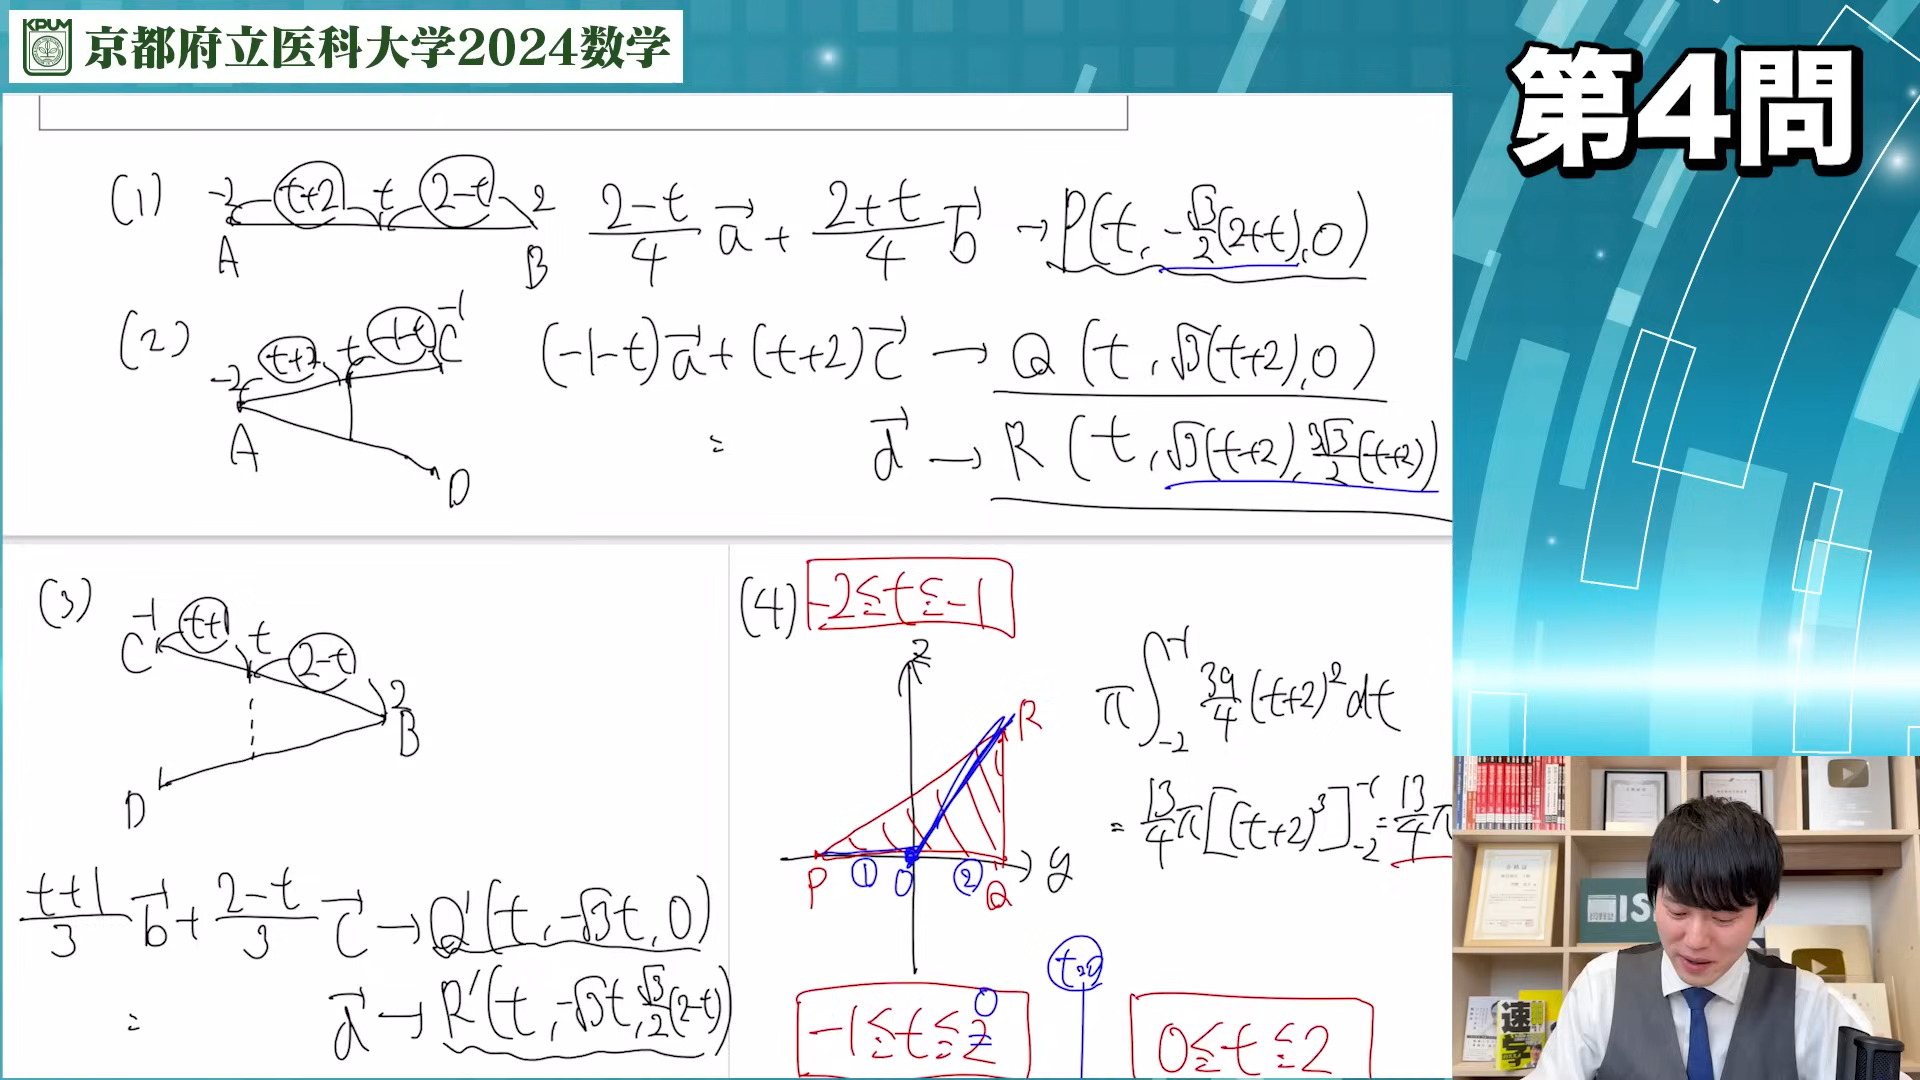 KPUM
京都府立医科大学2024数学
第4問
(1) -2 t+2 t 2-t 2
A B
2-t/4 a→ + 2+t/4 b→ → P(t, -√3/2(2+t), 0)
(2) -2 t+2 t -1-t C -1
A D
(-1-t)a→ + (t+2)c→ → Q(t, √3(t+2), 0)
〃 d→ → R(t, √3(t+2), 3√3/2(t+2))
(3) -1 C t+1 t 2-t 2 B
D
t+1/3 b→ + 2-t/3 c→ → Q'(t, -√3t, 0)
〃 d→ → R'(t, -√3t, √3/2(2-t))
(4) -2≦t≦-1
z
R
P ① O ② Q y
π∫_{-2}^{-1} 39/4 (t+2)² dt
= 13/4 π[(t+2)³]_{-2}^{-1} = 13/4 π
t=0
-1≦t≦2 0
0≦t≦2
速学